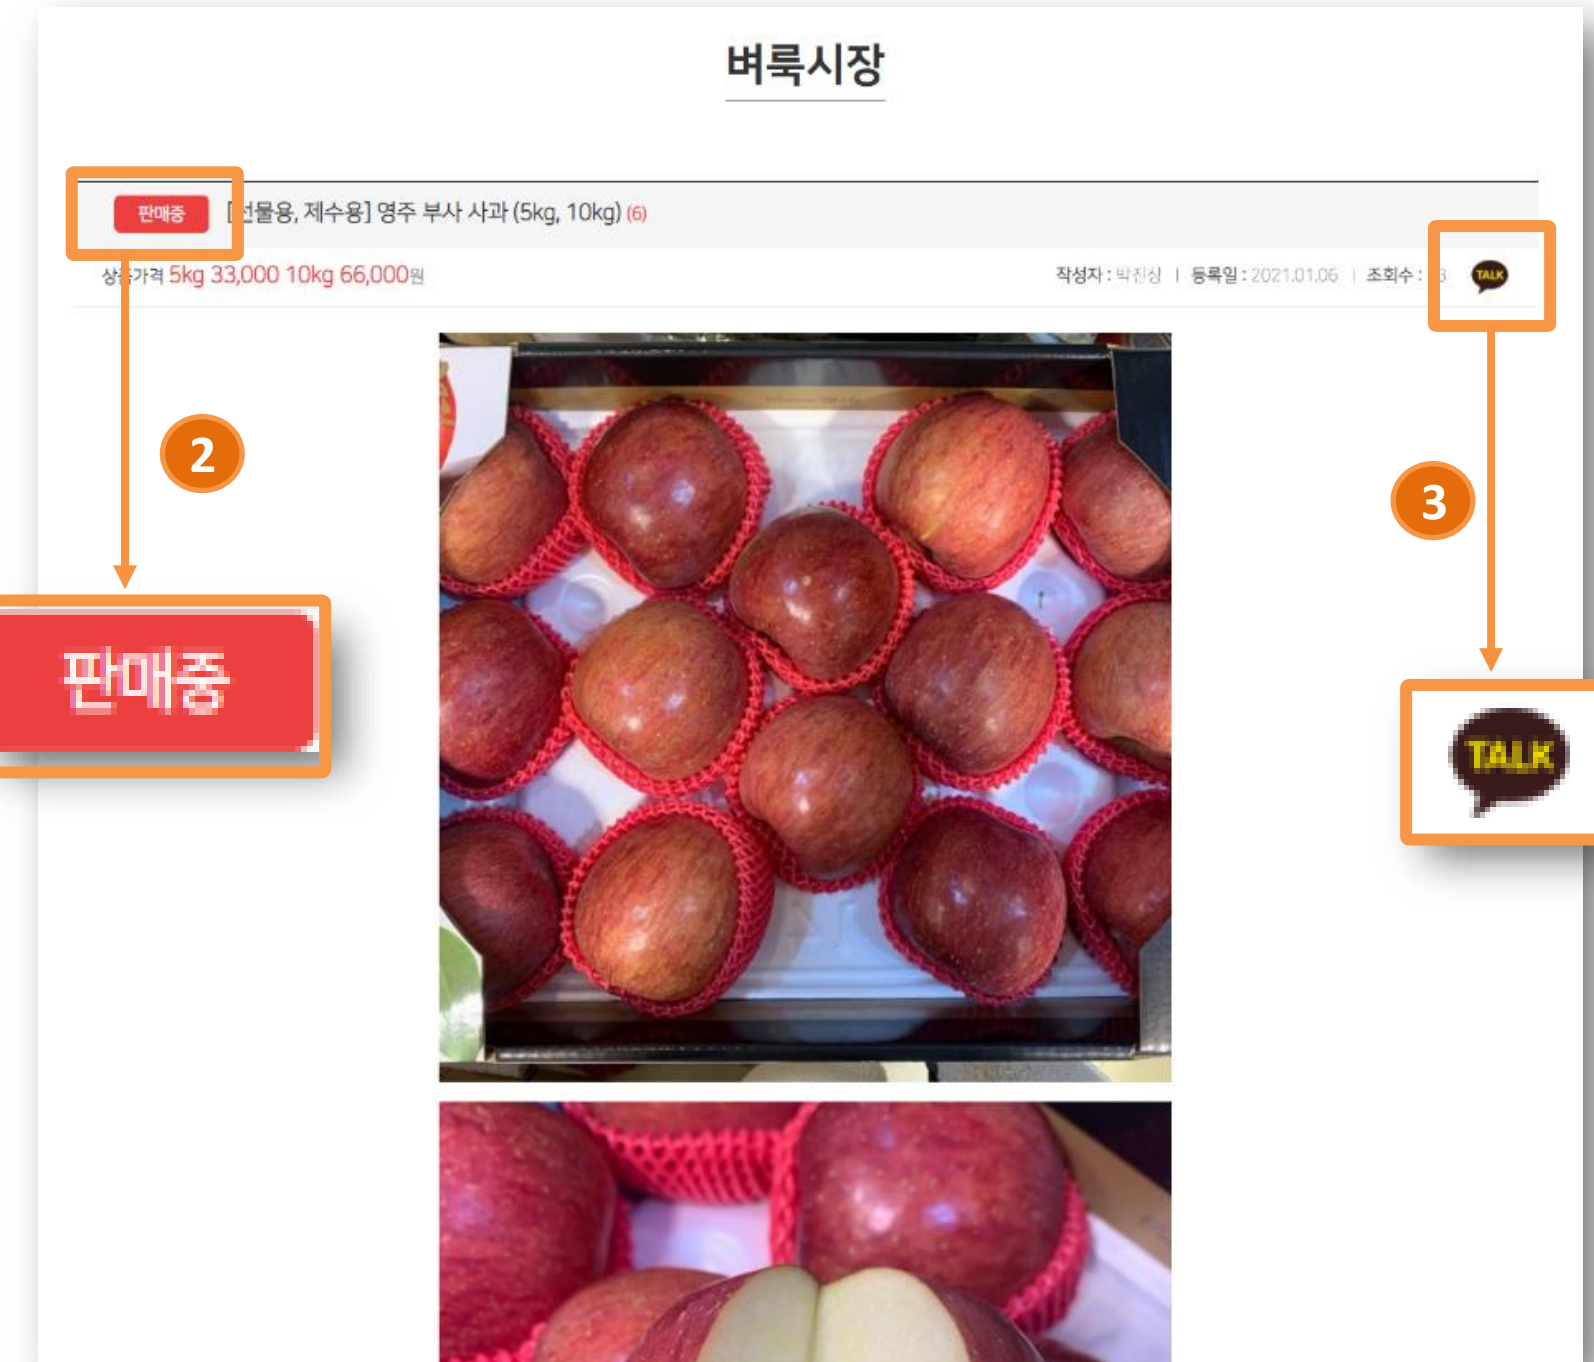 벼룩시장
판매중 [선물용, 제수용] 영주 부사 사과 (5kg, 10kg) (6)
상품가격 5kg 33,000 10kg 66,000원
작성자 : 박진상 | 등록일 : 2021.01.06 | 조회수 :
TALK
2
3
판매중
TALK